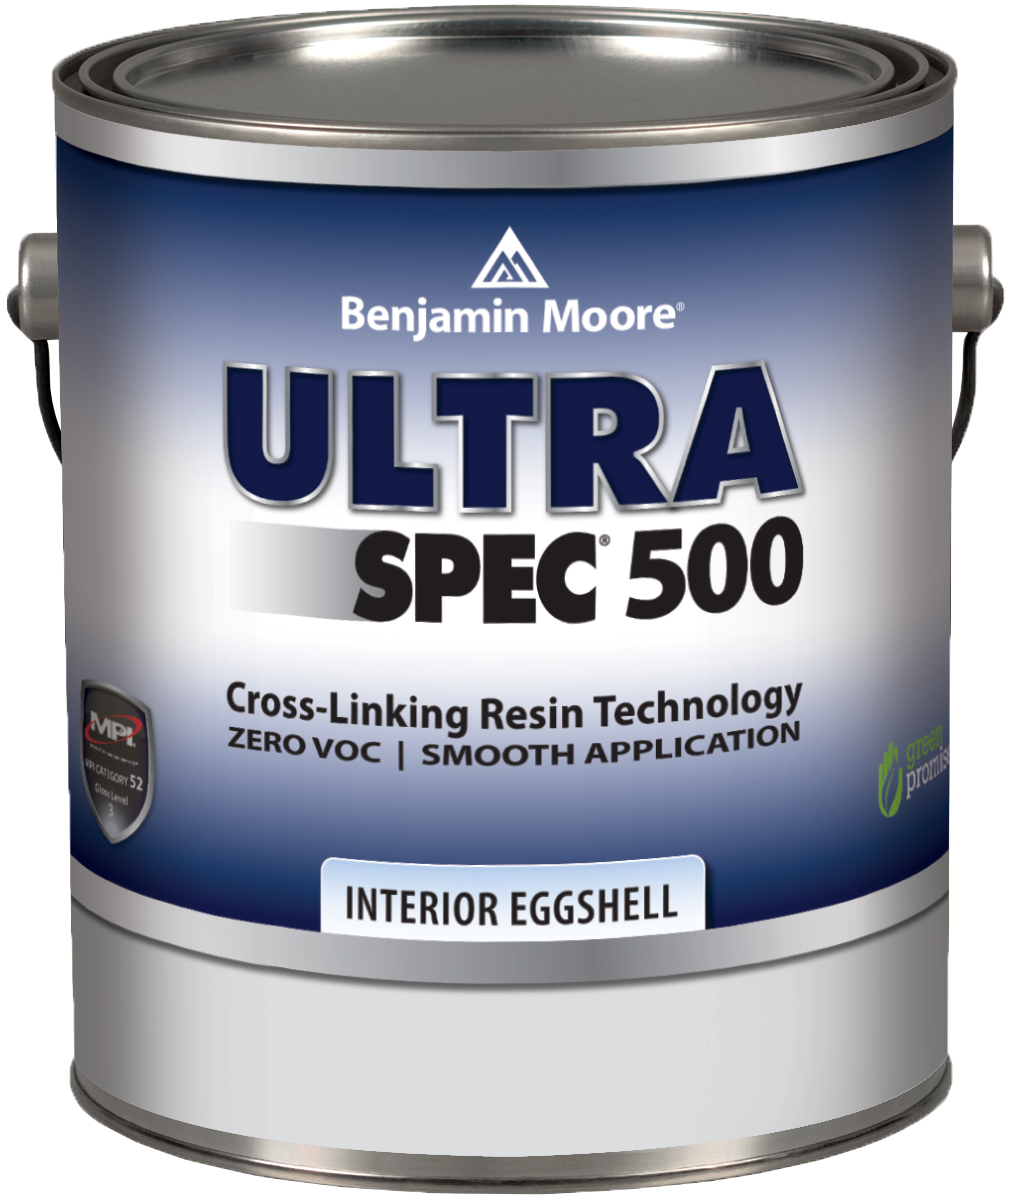 Benjamin Moore®
ULTRA
SPEC® 500
Cross-Linking Resin Technology
ZERO VOC | SMOOTH APPLICATION
MPI
MPI CATEGORY 52
Gloss Level
3
green
promise
INTERIOR EGGSHELL